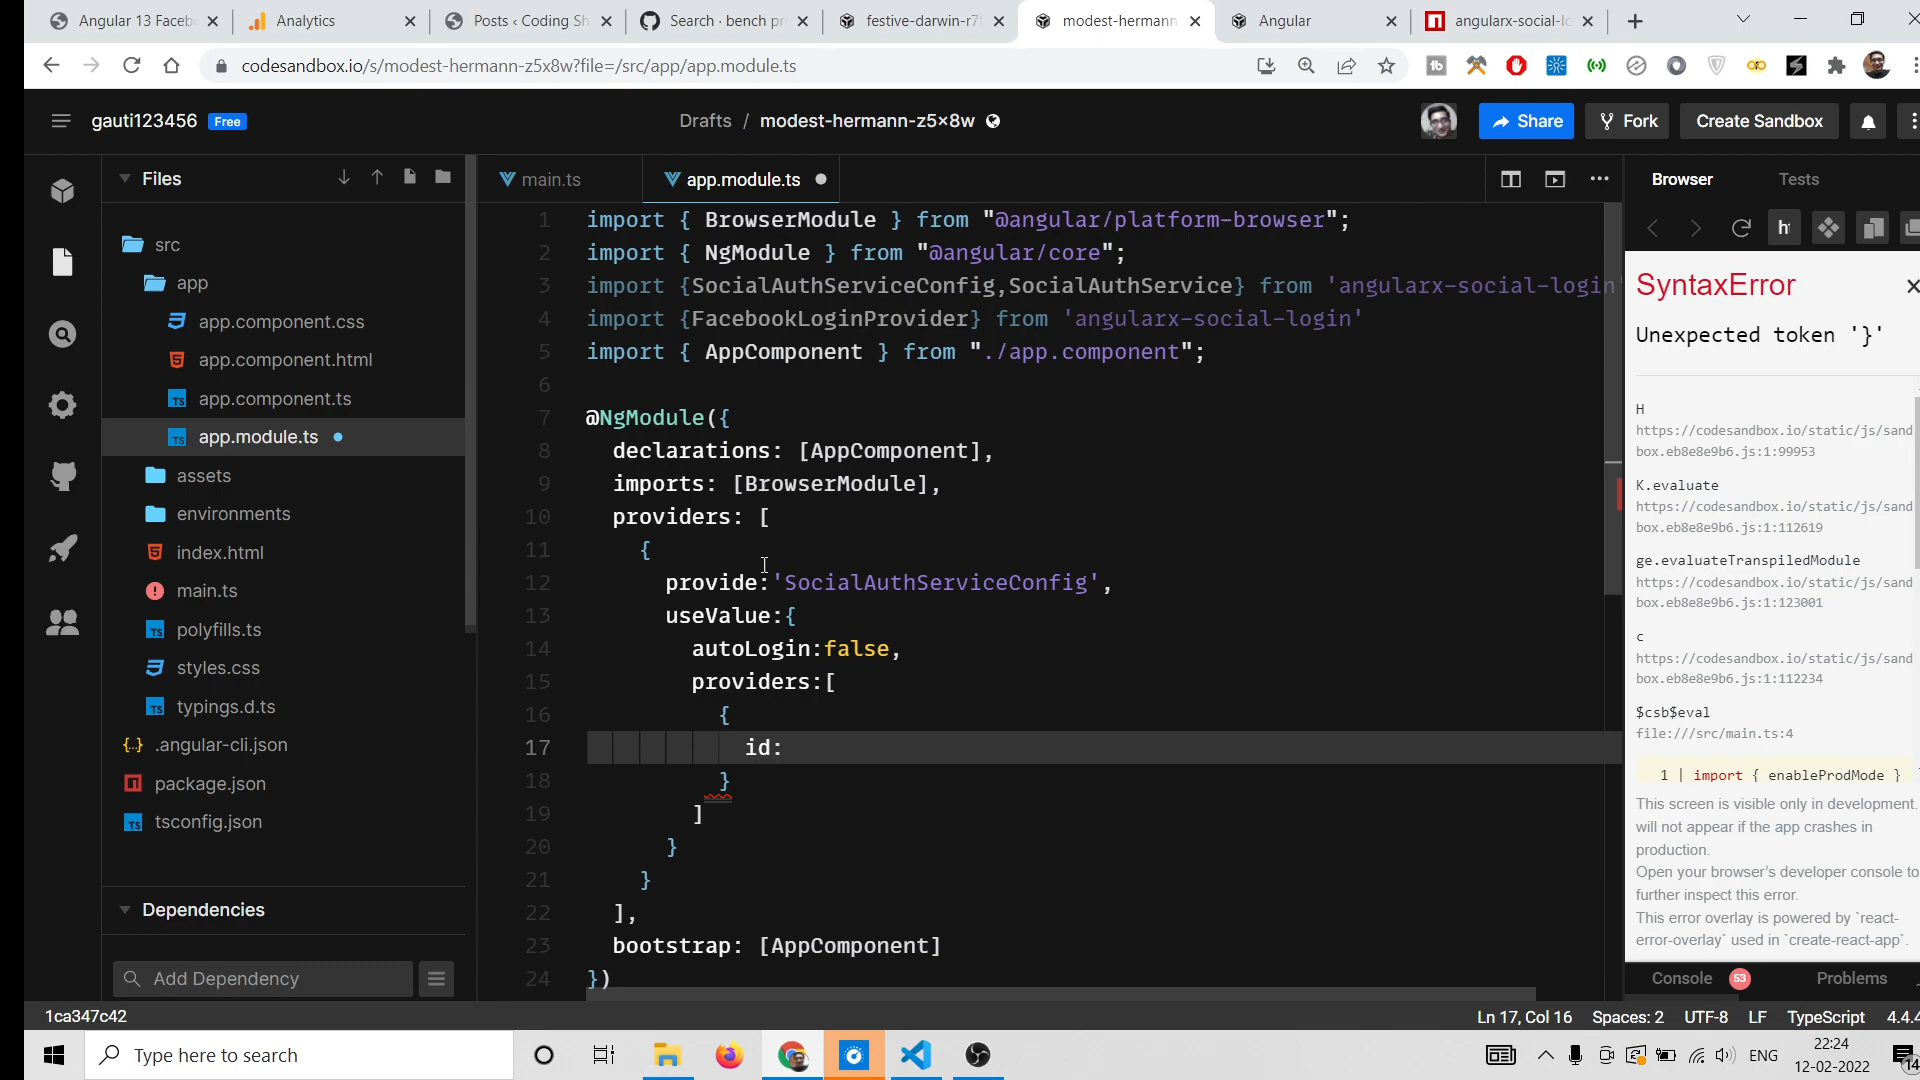 Angular 13 Faceb
Analytics
Posts ‹ Coding Sh
Search · bench pr
festive-darwin-r7
modest-hermann
Angular
angularx-social-lo
codesandbox.io/s/modest-hermann-z5x8w?file=/src/app/app.module.ts
gauti123456 Free
Drafts / modest-hermann-z5x8w
Share
Fork
Create Sandbox
Files
main.ts
app.module.ts
Browser
Tests
src
app
app.component.css
app.component.html
app.component.ts
app.module.ts
assets
environments
index.html
main.ts
polyfills.ts
styles.css
typings.d.ts
.angular-cli.json
package.json
tsconfig.json
Dependencies
Add Dependency
1 import { BrowserModule } from "@angular/platform-browser";
2 import { NgModule } from "@angular/core";
3 import {SocialAuthServiceConfig,SocialAuthService} from 'angularx-social-login'
4 import {FacebookLoginProvider} from 'angularx-social-login'
5 import { AppComponent } from "./app.component";
6
7 @NgModule({
8 declarations: [AppComponent],
9 imports: [BrowserModule],
10 providers: [
11 {
12 provide:'SocialAuthServiceConfig',
13 useValue:{
14 autoLogin:false,
15 providers:[
16 {
17 id:
18 }
19 ]
20 }
21 }
22 ],
23 bootstrap: [AppComponent]
24 })
SyntaxError
Unexpected token '}'
H
https://codesandbox.io/static/js/sand
box.eb8e8e9b6.js:1:99953
K.evaluate
https://codesandbox.io/static/js/sand
box.eb8e8e9b6.js:1:112619
ge.evaluateTranspiledModule
https://codesandbox.io/static/js/sand
box.eb8e8e9b6.js:1:123001
c
https://codesandbox.io/static/js/sand
box.eb8e8e9b6.js:1:112234
$csb$eval
file:///src/main.ts:4
1 | import { enableProdMode }
This screen is visible only in development.
will not appear if the app crashes in
production.
Open your browser's developer console to
further inspect this error.
This error overlay is powered by `react-
error-overlay` used in `create-react-app`.
Console 53
Problems
1ca347c42
Ln 17, Col 16 Spaces: 2 UTF-8 LF TypeScript 4.4.4
Type here to search
ENG
22:24
12-02-2022
14